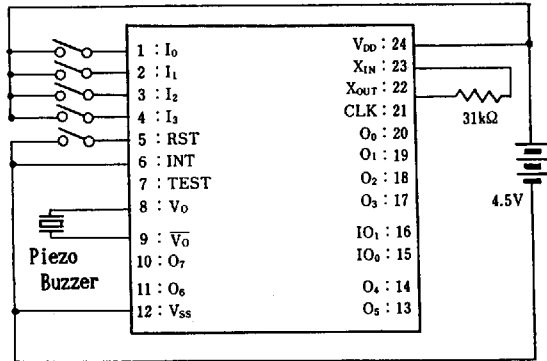 1 : I₀
2 : I₁
3 : I₂
4 : I₃
5 : RST
6 : INT
7 : TEST
8 : V₀
9 : V̅₀̅
10 : O₇
11 : O₆
12 : Vss
VDD : 24
XIN : 23
XOUT : 22
CLK : 21
O₀ : 20
O₁ : 19
O₂ : 18
O₃ : 17
IO₁ : 16
IO₀ : 15
O₄ : 14
O₅ : 13
Piezo
Buzzer
31kΩ
4.5V